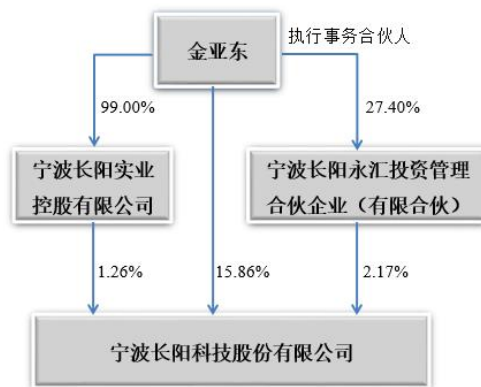 金亚东
执行事务合伙人
99.00%
27.40%
宁波长阳实业
控股有限公司
宁波长阳永汇投资管理
合伙企业（有限合伙）
1.26%
15.86%
2.17%
宁波长阳科技股份有限公司